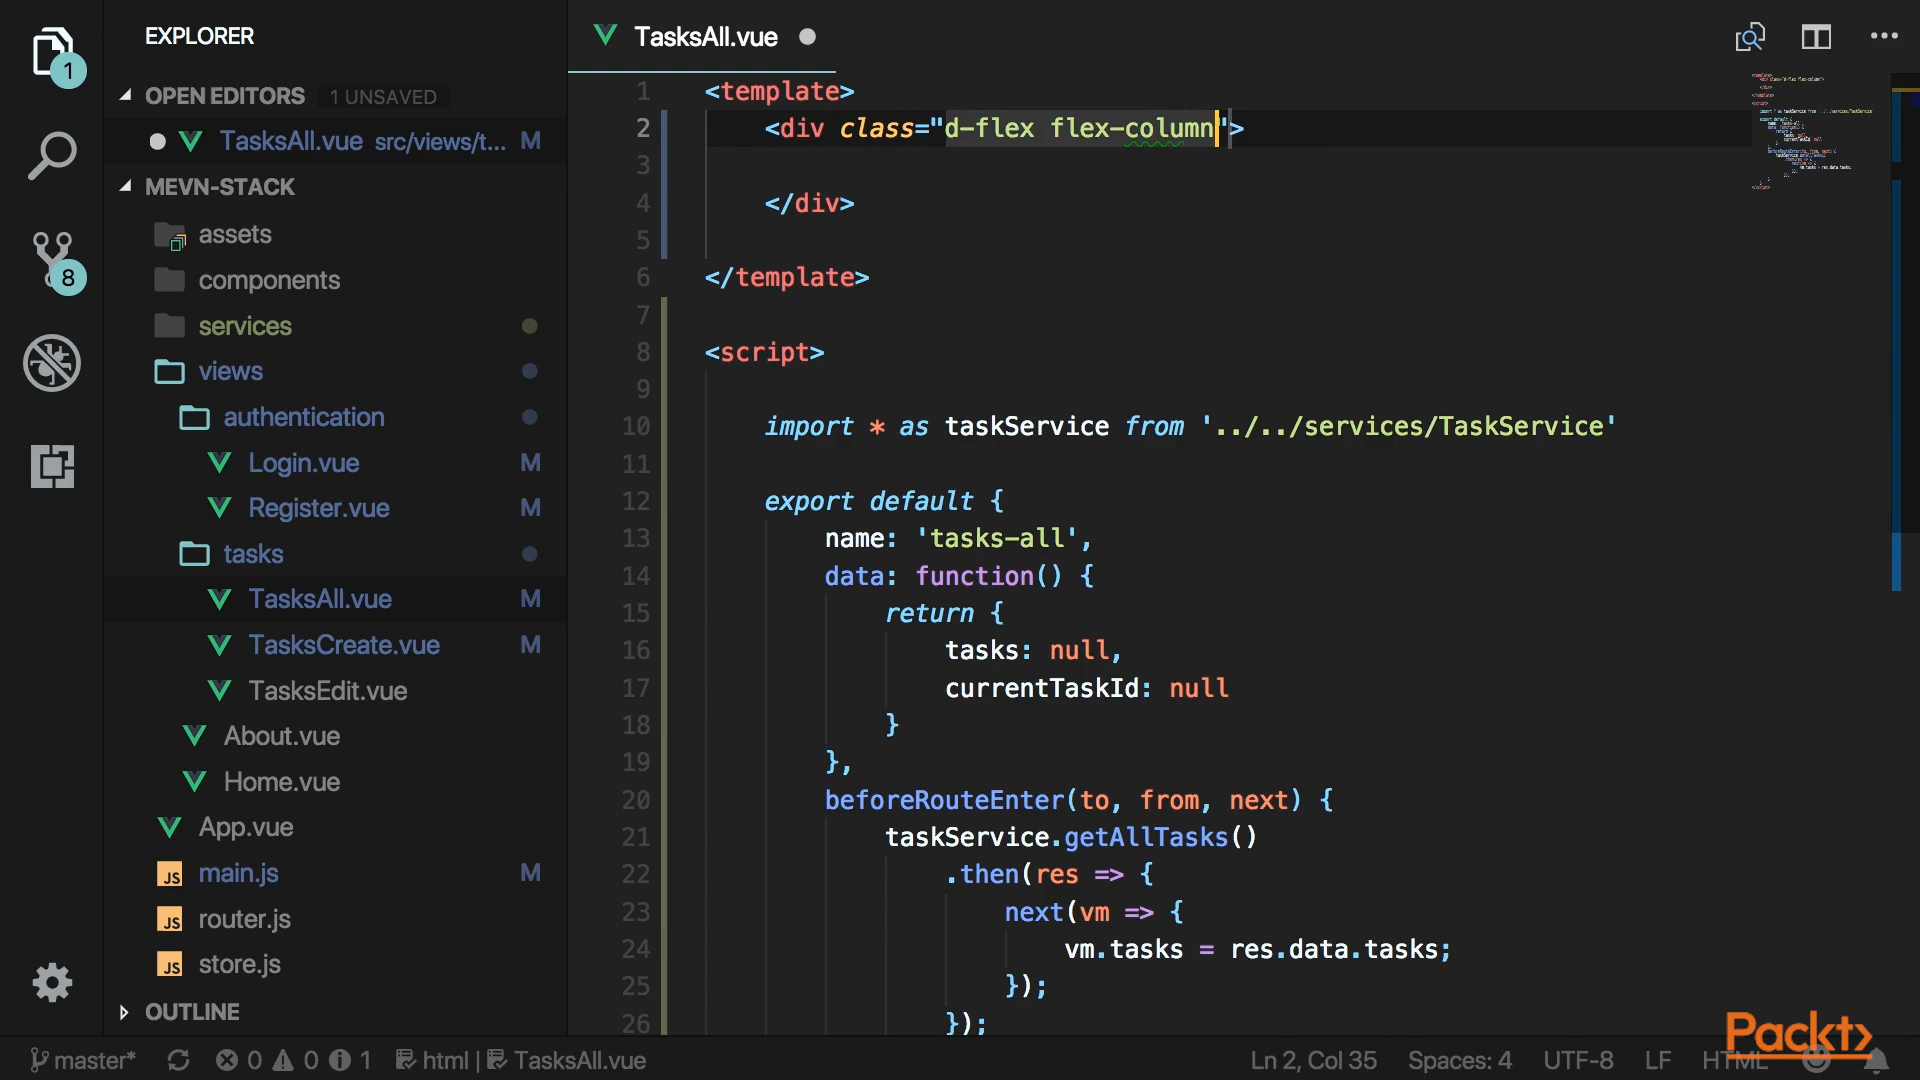 EXPLORER
OPEN EDITORS 1 UNSAVED
TasksAll.vue src/views/t... M
MEVN-STACK
assets
components
services
views
authentication
Login.vue M
Register.vue M
tasks
TasksAll.vue M
TasksCreate.vue M
TasksEdit.vue
About.vue
Home.vue
App.vue
JS main.js M
JS router.js
JS store.js
OUTLINE
1
8
TasksAll.vue
1 <template>
2 <div class="d-flex flex-column">
3
4 </div>
5
6 </template>
7
8 <script>
9
10 import * as taskService from '../../services/TaskService'
11
12 export default {
13 name: 'tasks-all',
14 data: function() {
15 return {
16 tasks: null,
17 currentTaskId: null
18 }
19 },
20 beforeRouteEnter(to, from, next) {
21 taskService.getAllTasks()
22 .then(res => {
23 next(vm => {
24 vm.tasks = res.data.tasks;
25 });
26 });
Packt>
master* 0 0 1 html | TasksAll.vue Ln 2, Col 35 Spaces: 4 UTF-8 LF HTML